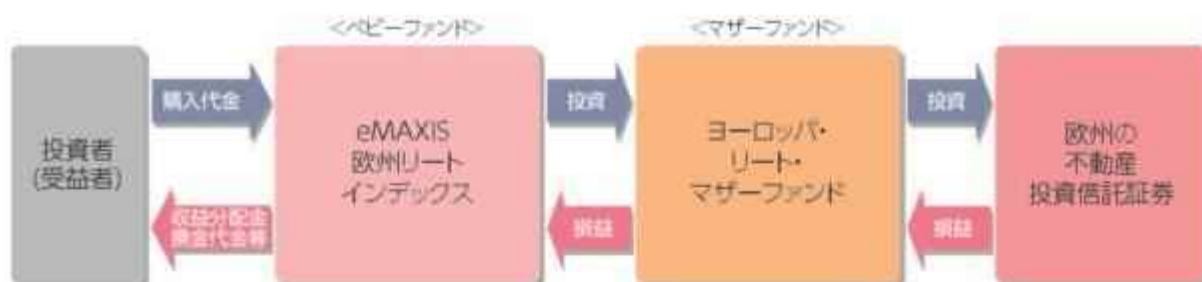 <ベビーファンド>
<マザーファンド>
投資者
(受益者)
購入代金
収益分配金
換金代金等
eMAXIS
欧州リート
インデックス
投資
損益
ヨーロッパ・
リート・
マザーファンド
投資
損益
欧州の
不動産
投資信託証券